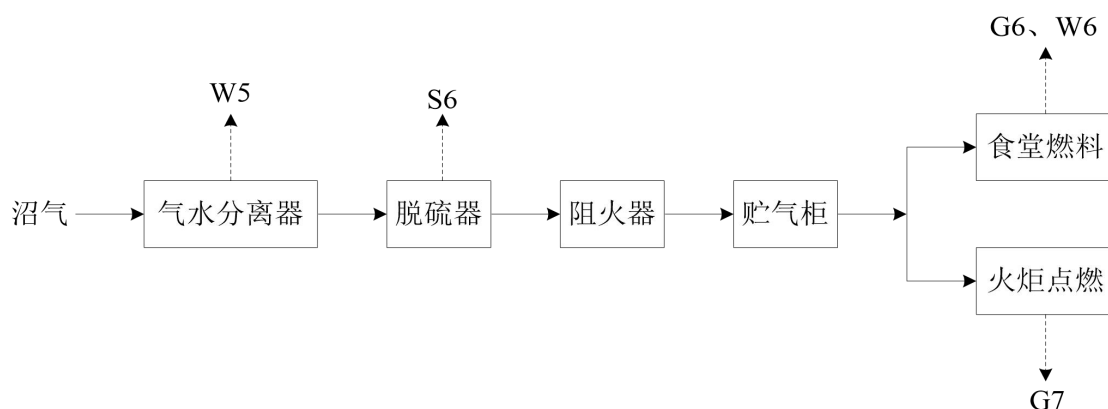 G6、W6
W5
S6
食堂燃料
沼气
气水分离器
脱硫器
阻火器
贮气柜
火炬点燃
G7